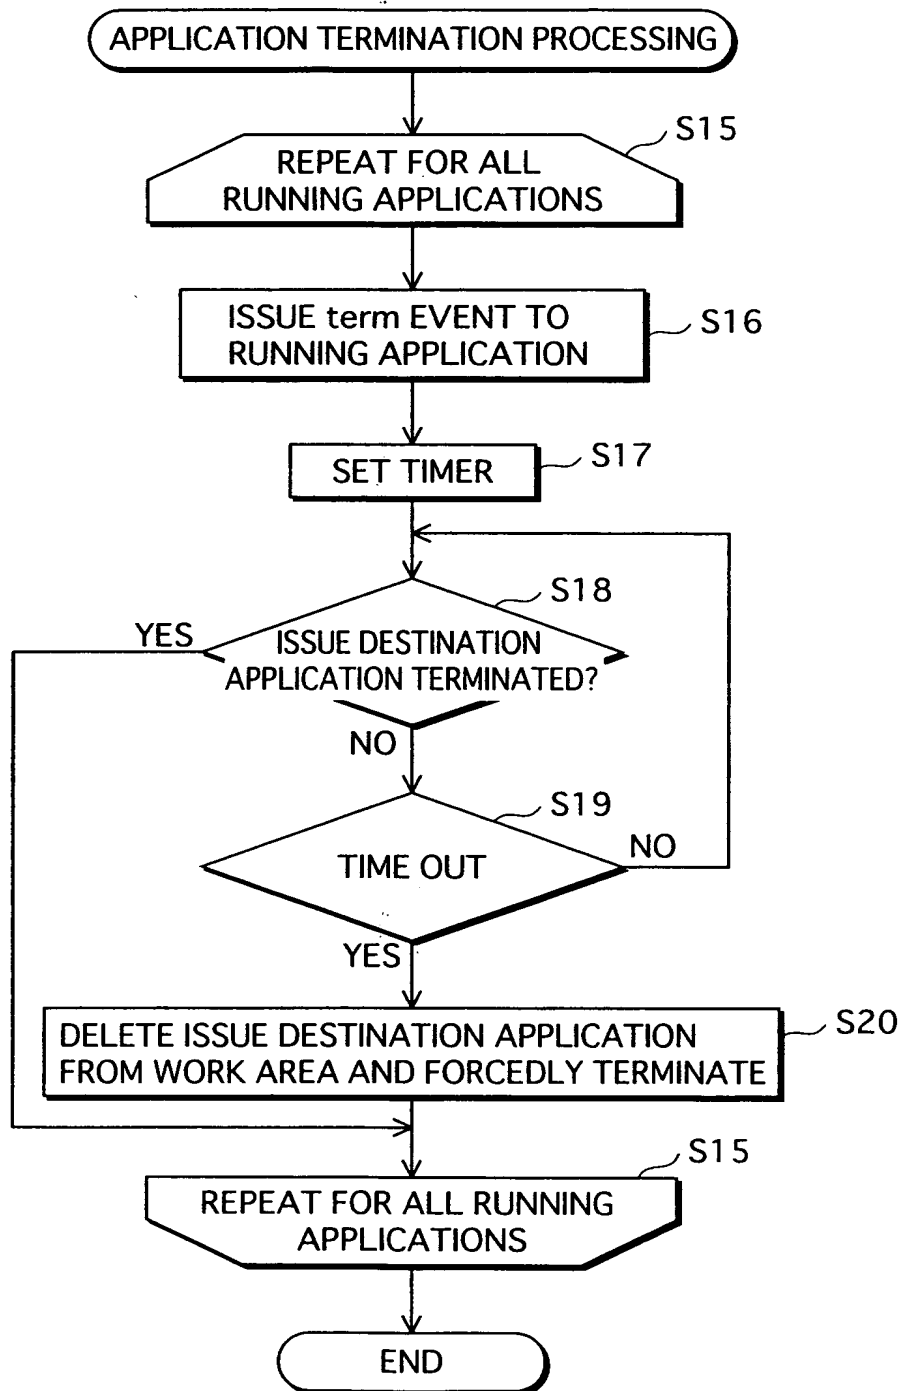 APPLICATION TERMINATION PROCESSING
S15
REPEAT FOR ALL
RUNNING APPLICATIONS
ISSUE term EVENT TO
RUNNING APPLICATION
S16
SET TIMER
S17
S18
YES
ISSUE DESTINATION
APPLICATION TERMINATED?
NO
S19
TIME OUT
NO
YES
DELETE ISSUE DESTINATION APPLICATION
FROM WORK AREA AND FORCEDLY TERMINATE
S20
S15
REPEAT FOR ALL RUNNING
APPLICATIONS
END